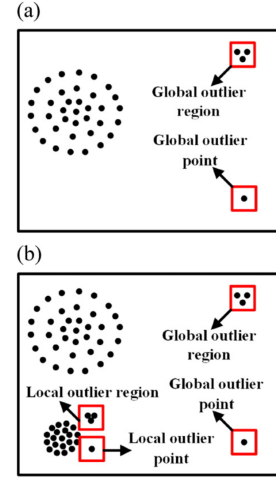 (a)
Global outlier
region
Global outlier
point
(b)
Global outlier
region
Local outlier region
Global outlier
point
Local outlier
point